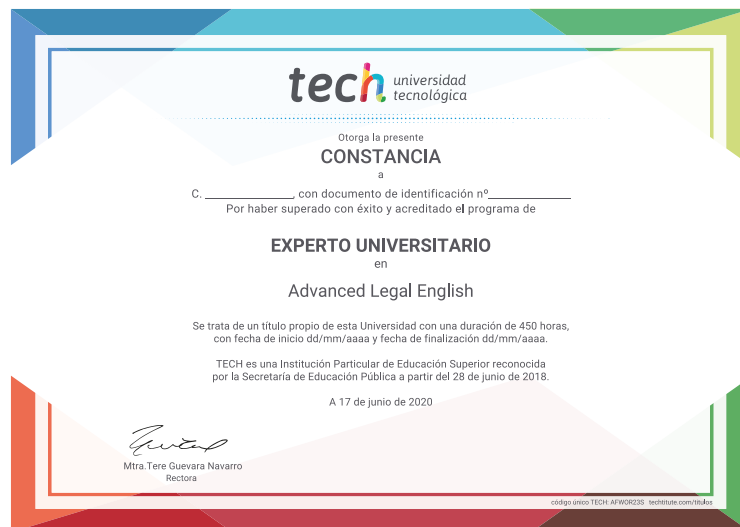 tech universidad
tecnológica
Otorga la presente
CONSTANCIA
a
C. ______________, con documento de identificación nº______________
Por haber superado con éxito y acreditado el programa de
EXPERTO UNIVERSITARIO
en
Advanced Legal English
Se trata de un título propio de esta Universidad con una duración de 450 horas,
con fecha de inicio dd/mm/aaaa y fecha de finalización dd/mm/aaaa.
TECH es una Institución Particular de Educación Superior reconocida
por la Secretaría de Educación Pública a partir del 28 de junio de 2018.
A 17 de junio de 2020
Mtra.Tere Guevara Navarro
Rectora
código único TECH: AFWOR23S techtitute.com/títulos